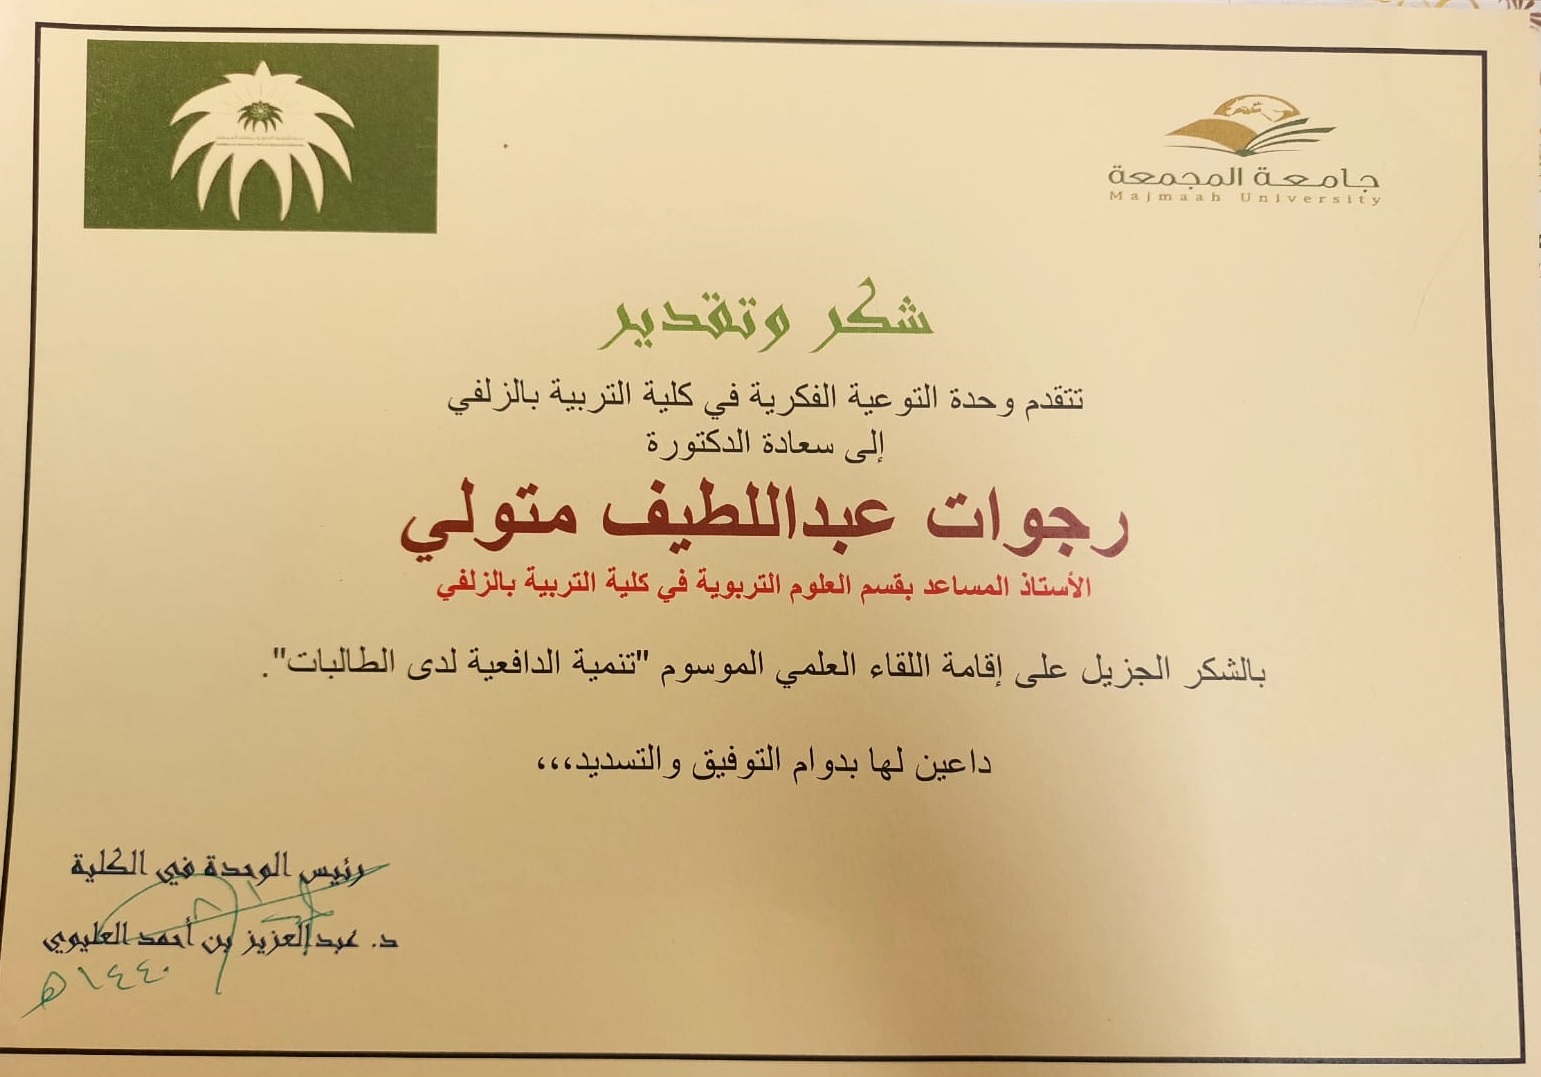 جامعة المجمعة
Majmaah University
شكر وتقدير
تتقدم وحدة التوعية الفكرية في كلية التربية بالزلفي
إلى سعادة الدكتورة
رجوات عبداللطيف متولي
الأستاذ المساعد بقسم العلوم التربوية في كلية التربية بالزلفي
بالشكر الجزيل على إقامة اللقاء العلمي الموسوم "تنمية الدافعية لدى الطالبات".
داعين لها بدوام التوفيق والتسديد،،،
رئيس الوحدة في الكلية
د. عبدالعزيز بن أحمد العليوي
١٤٤٠هـ